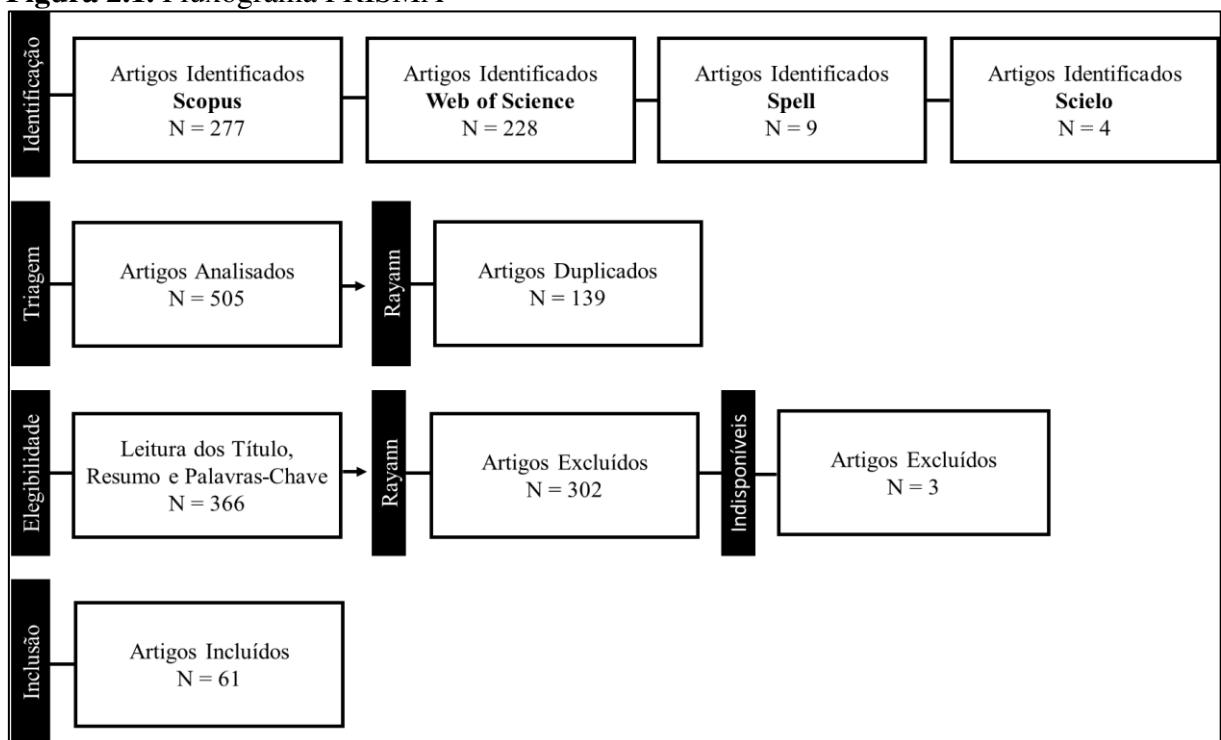 Figura 2.1. Fluxograma PRISMA
Identificação
Artigos Identificados
Scopus
N = 277
Artigos Identificados
Web of Science
N = 228
Artigos Identificados
Spell
N = 9
Artigos Identificados
Scielo
N = 4
Triagem
Artigos Analisados
N = 505
Rayann
Artigos Duplicados
N = 139
Elegibilidade
Leitura dos Título,
Resumo e Palavras-Chave
N = 366
Rayann
Artigos Excluídos
N = 302
Indisponíveis
Artigos Excluídos
N = 3
Inclusão
Artigos Incluídos
N = 61